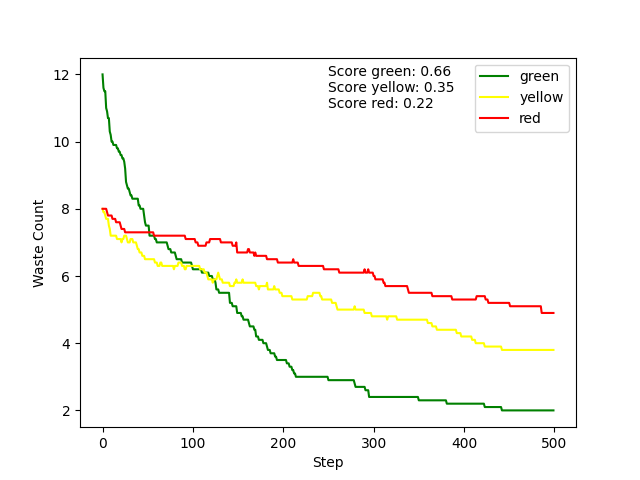 Score green: 0.66
Score yellow: 0.35
Score red: 0.22
green
yellow
red
12
10
8
6
4
2
Waste Count
0
100
200
300
400
500
Step